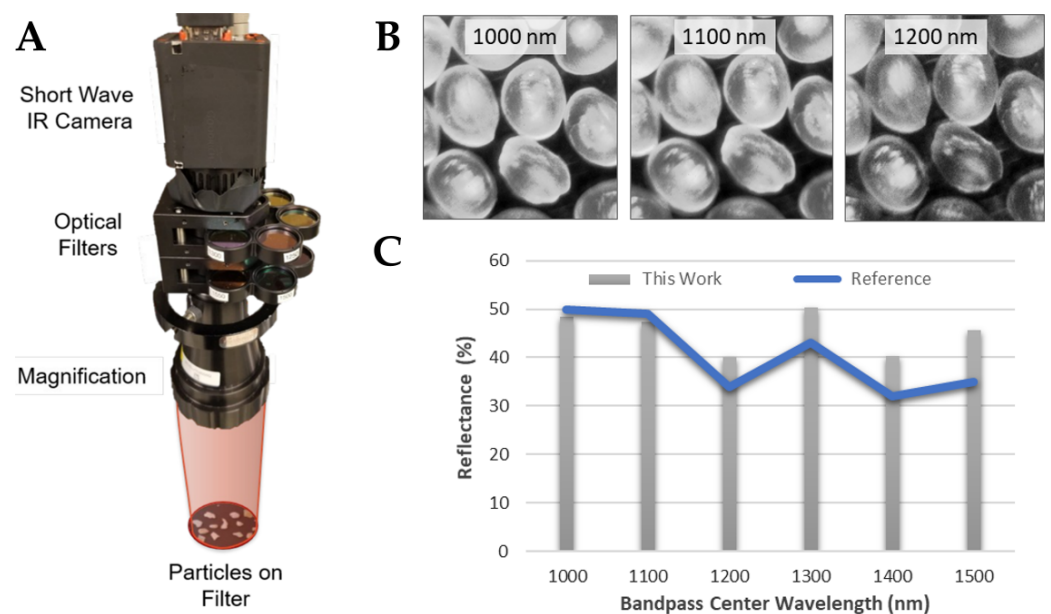 A
Short Wave
IR Camera
Optical
Filters
Magnification
Particles on
Filter
B
1000 nm
1100 nm
1200 nm
C
60
50
40
30
20
10
0
Reflectance (%)
This Work
Reference
1000
1100
1200
1300
1400
1500
Bandpass Center Wavelength (nm)